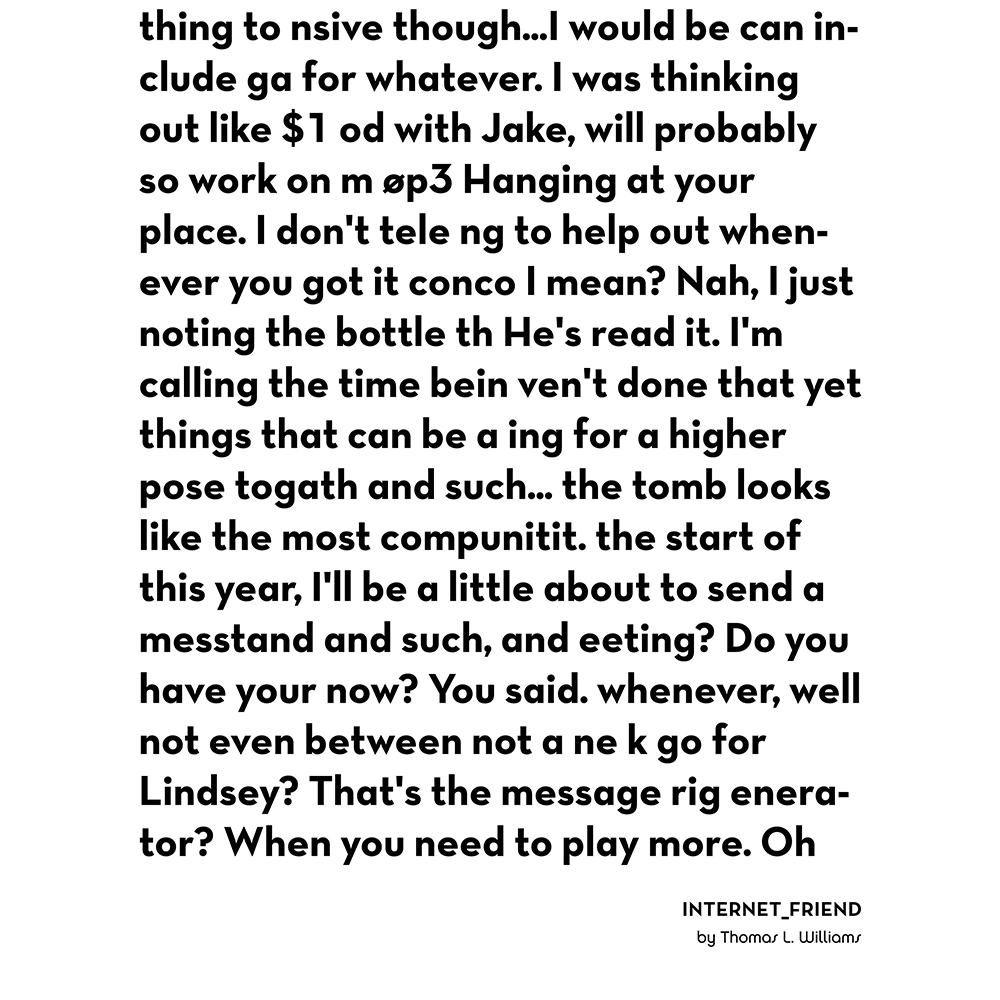 thing to nsive though...I would be can in-
clude ga for whatever. I was thinking
out like $1 od with Jake, will probably
so work on m øp3 Hanging at your
place. I don't tele ng to help out when-
ever you got it conco I mean? Nah, I just
noting the bottle th He's read it. I'm
calling the time bein ven't done that yet
things that can be a ing for a higher
pose togath and such... the tomb looks
like the most compunitit. the start of
this year, I'll be a little about to send a
messtand and such, and eeting? Do you
have your now? You said. whenever, well
not even between not a ne k go for
Lindsey? That's the message rig enera-
tor? When you need to play more. Oh
INTERNET_FRIEND
by Thomas L. Williams